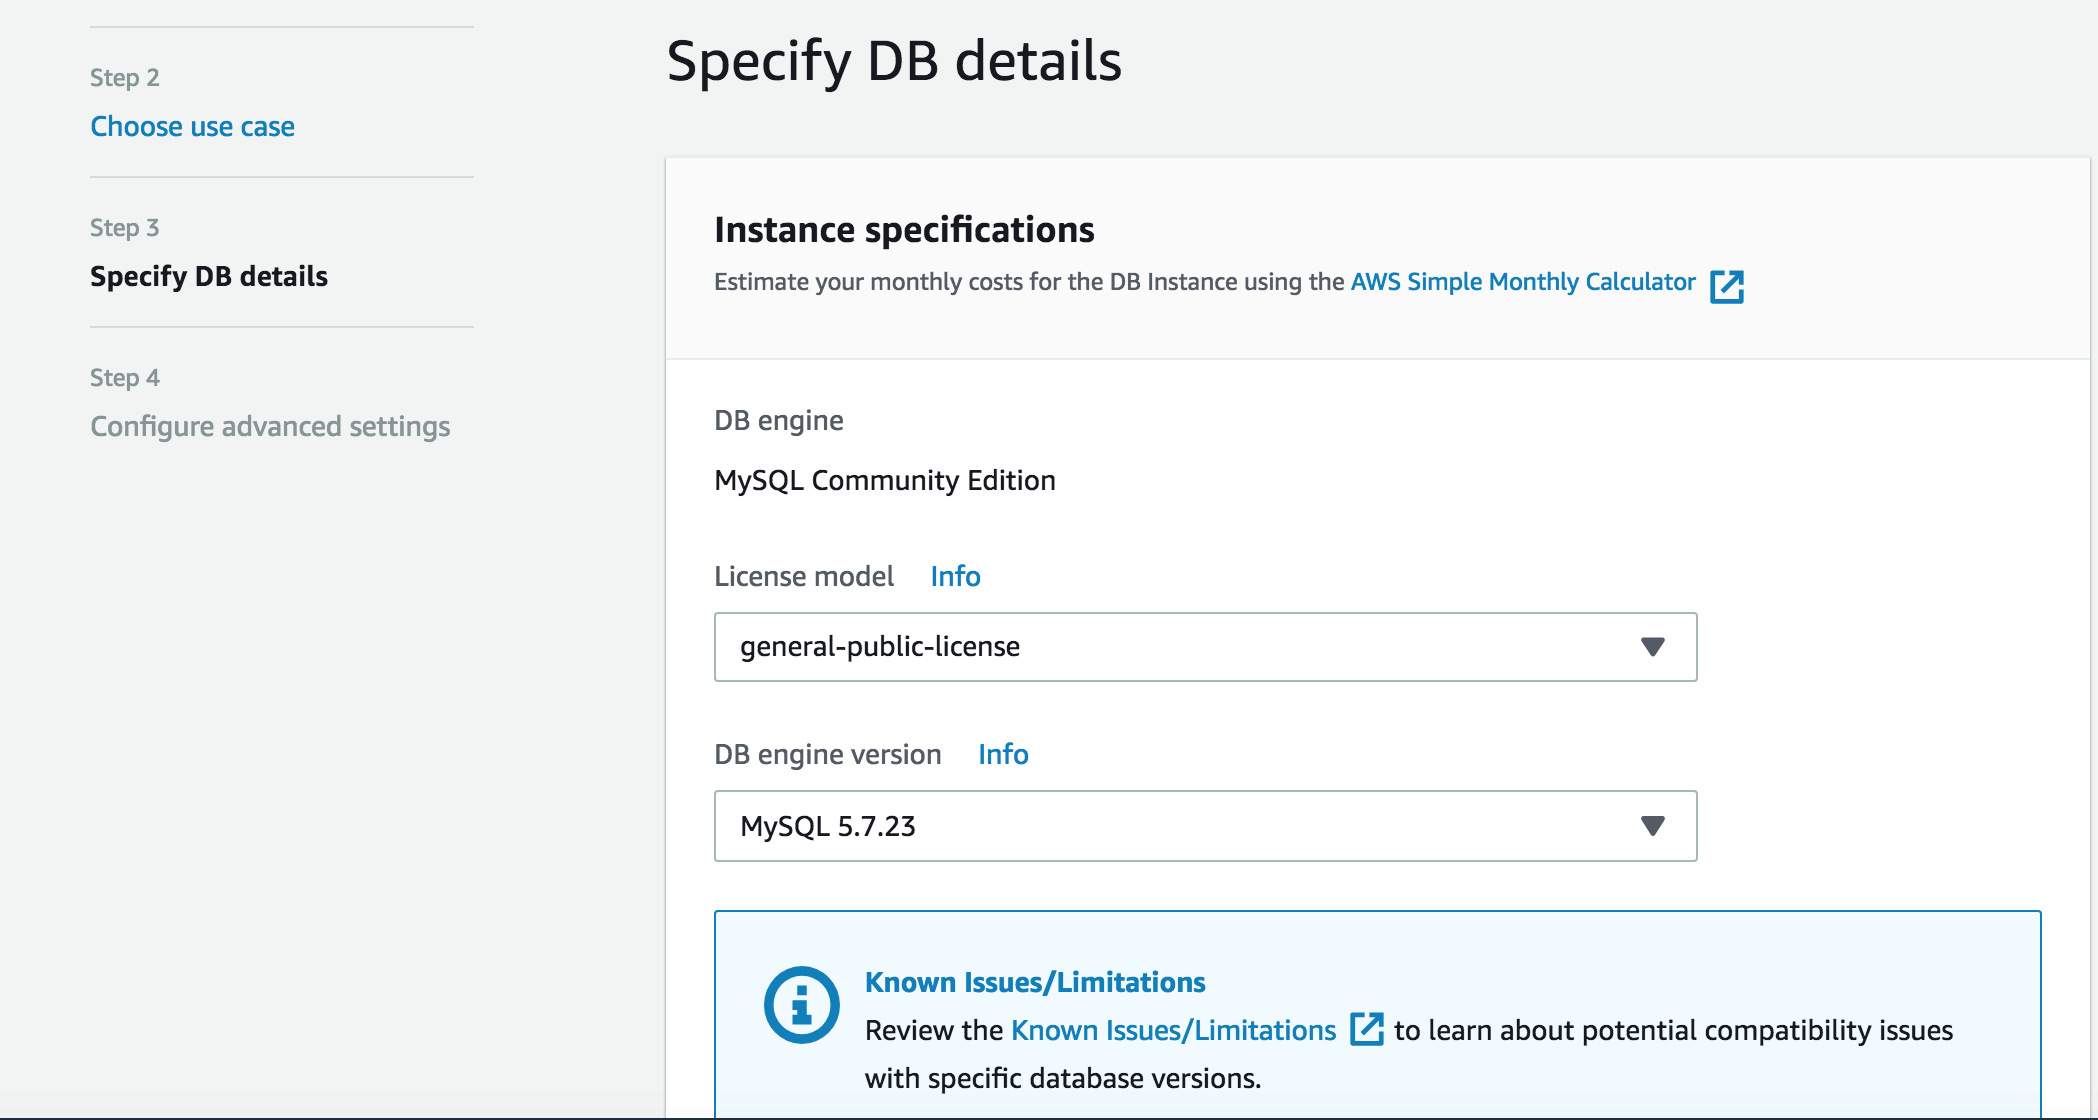 Step 2
Choose use case
Step 3
Specify DB details
Step 4
Configure advanced settings
Specify DB details
Instance specifications
Estimate your monthly costs for the DB Instance using the AWS Simple Monthly Calculator
DB engine
MySQL Community Edition
License model Info
general-public-license
DB engine version Info
MySQL 5.7.23
Known Issues/Limitations
Review the Known Issues/Limitations to learn about potential compatibility issues
with specific database versions.